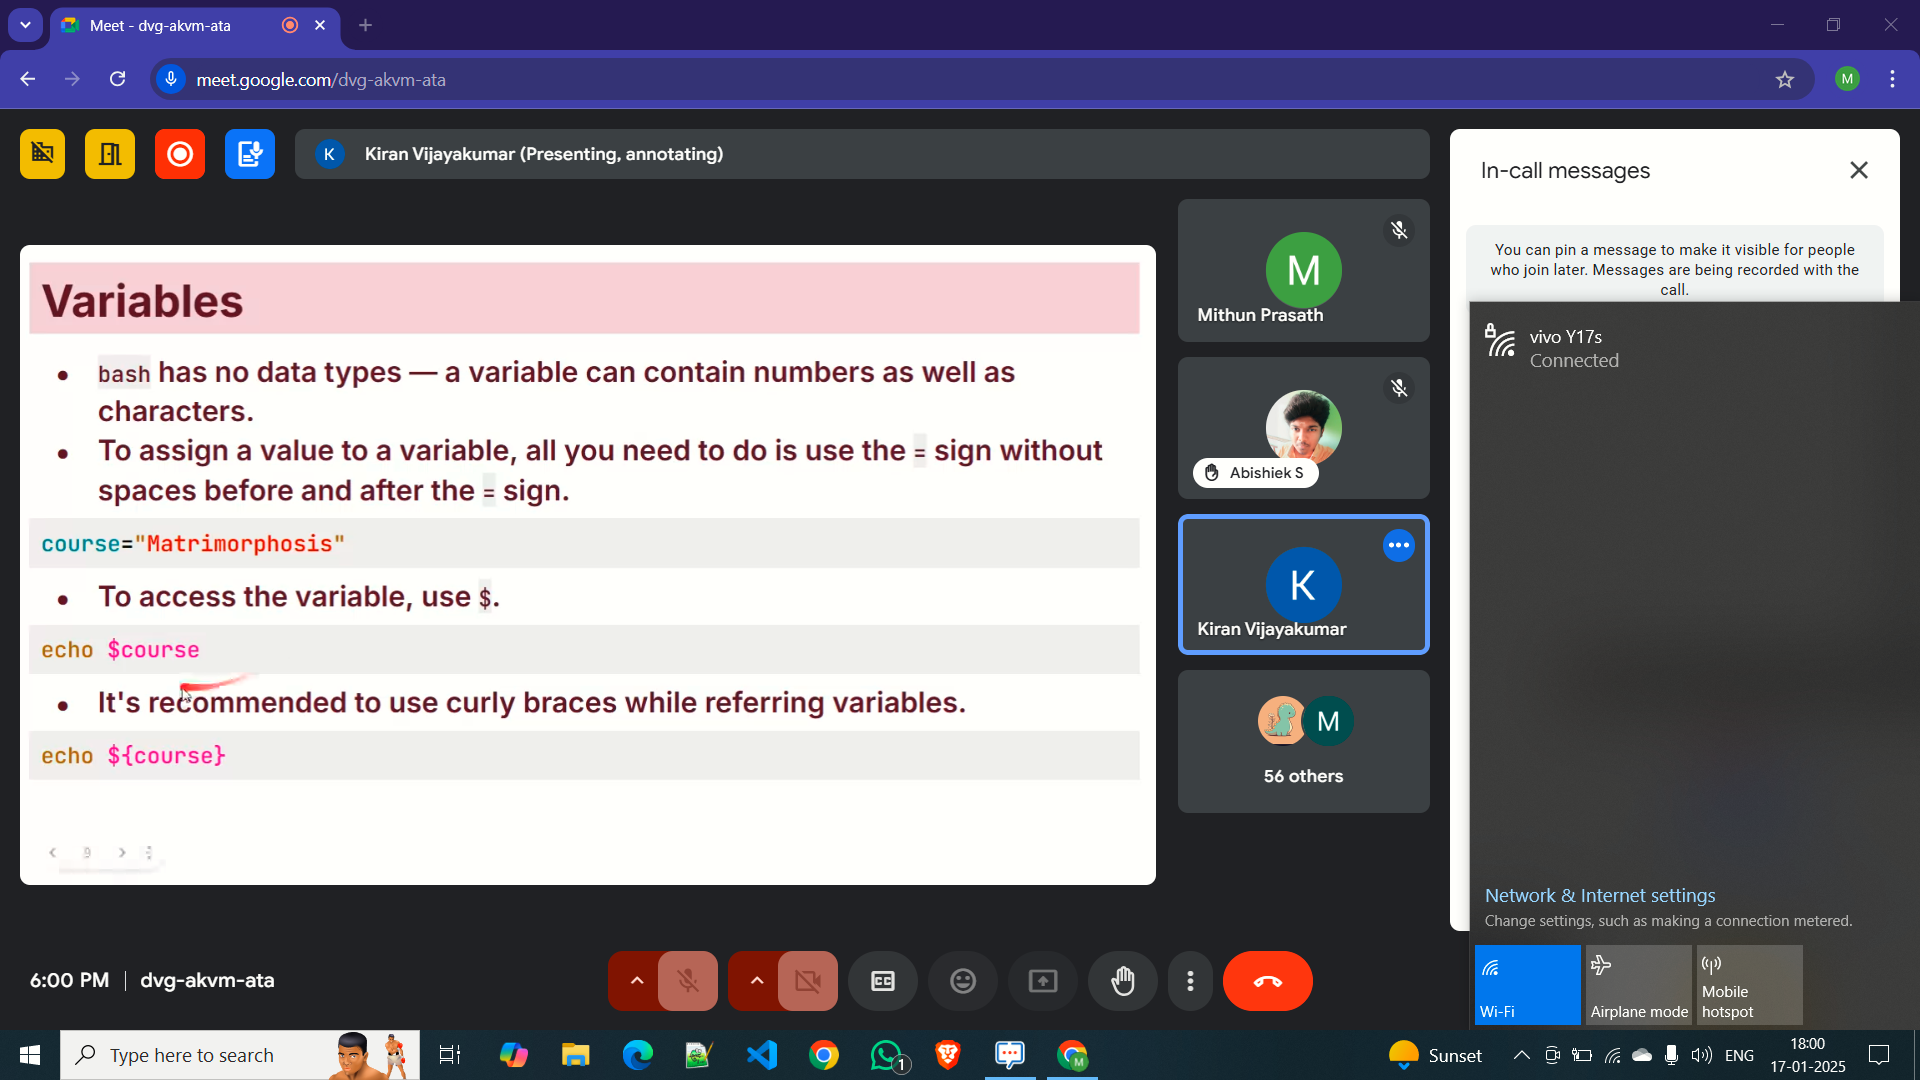 Meet - dvg-akvm-ata
meet.google.com/dvg-akvm-ata
M
K Kiran Vijayakumar (Presenting, annotating)
Variables
• bash has no data types — a variable can contain numbers as well as
characters.
• To assign a value to a variable, all you need to do is use the = sign without
spaces before and after the = sign.
course="Matrimorphosis"
• To access the variable, use $.
echo $course
• It's recommended to use curly braces while referring variables.
echo ${course}
9
M
Mithun Prasath
Abishiek S
K
Kiran Vijayakumar
M
56 others
In-call messages
You can pin a message to make it visible for people
who join later. Messages are being recorded with the
call.
vivo Y17s
Connected
Network & Internet settings
Change settings, such as making a connection metered.
Wi-Fi
Airplane mode
Mobile
hotspot
6:00 PM | dvg-akvm-ata
CC
Type here to search
1
M
Sunset
ENG
18:00
17-01-2025